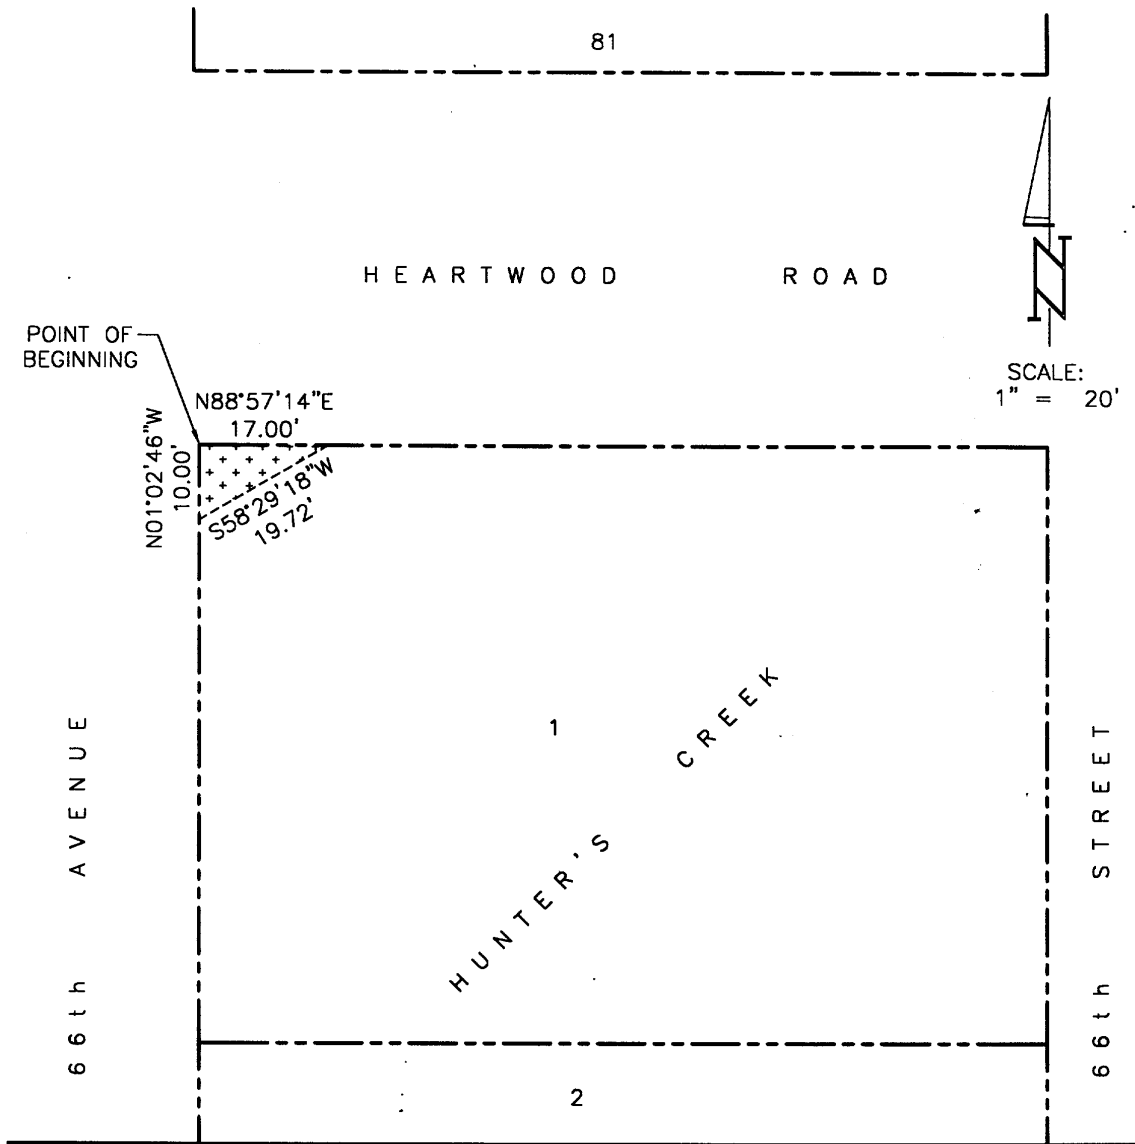 81
HEARTWOOD ROAD
POINT OF
BEGINNING
N
SCALE:
1" = 20'
N88°57'14"E
17.00'
N01°02'46"W
10.00'
S58°29'18"W
19.72'
1
HUNTER'S CREEK
66th AVENUE
66th STREET
2